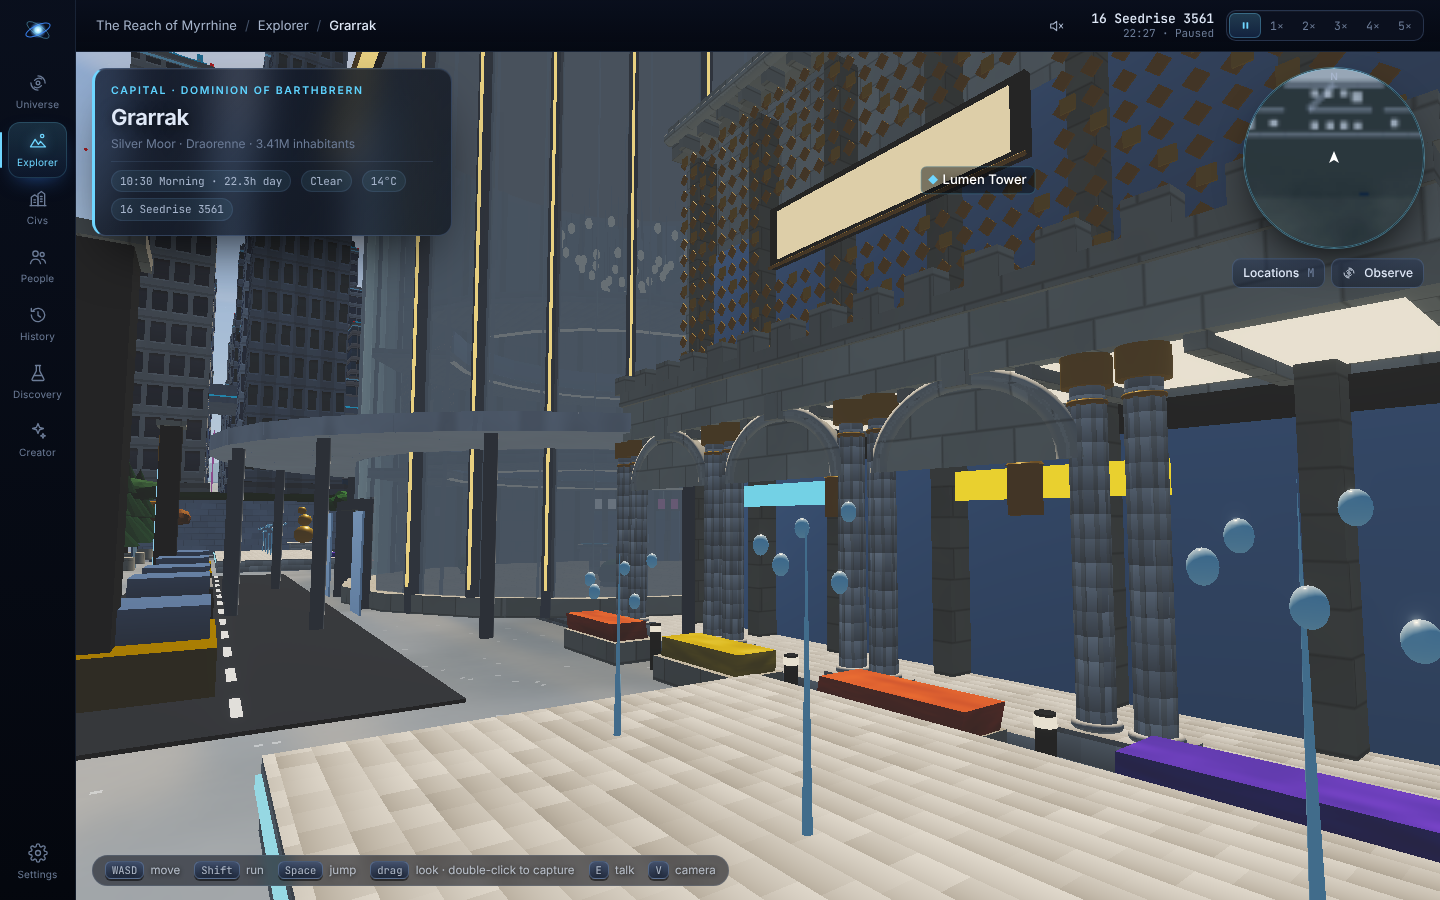 The Reach of Myrrhine / Explorer / Grarrak
16 Seedrise 3561
22:27 · Paused
1× 2× 3× 4× 5×
Universe
Explorer
Civs
People
History
Discovery
Creator
Settings
CAPITAL · DOMINION OF BARTHBRERN
Grarrak
Silver Moor · Draorenne · 3.41M inhabitants
10:30 Morning · 22.3h day
Clear
14°C
16 Seedrise 3561
Lumen Tower
N
Locations M
Observe
WASD move Shift run Space jump drag look · double-click to capture E talk V camera